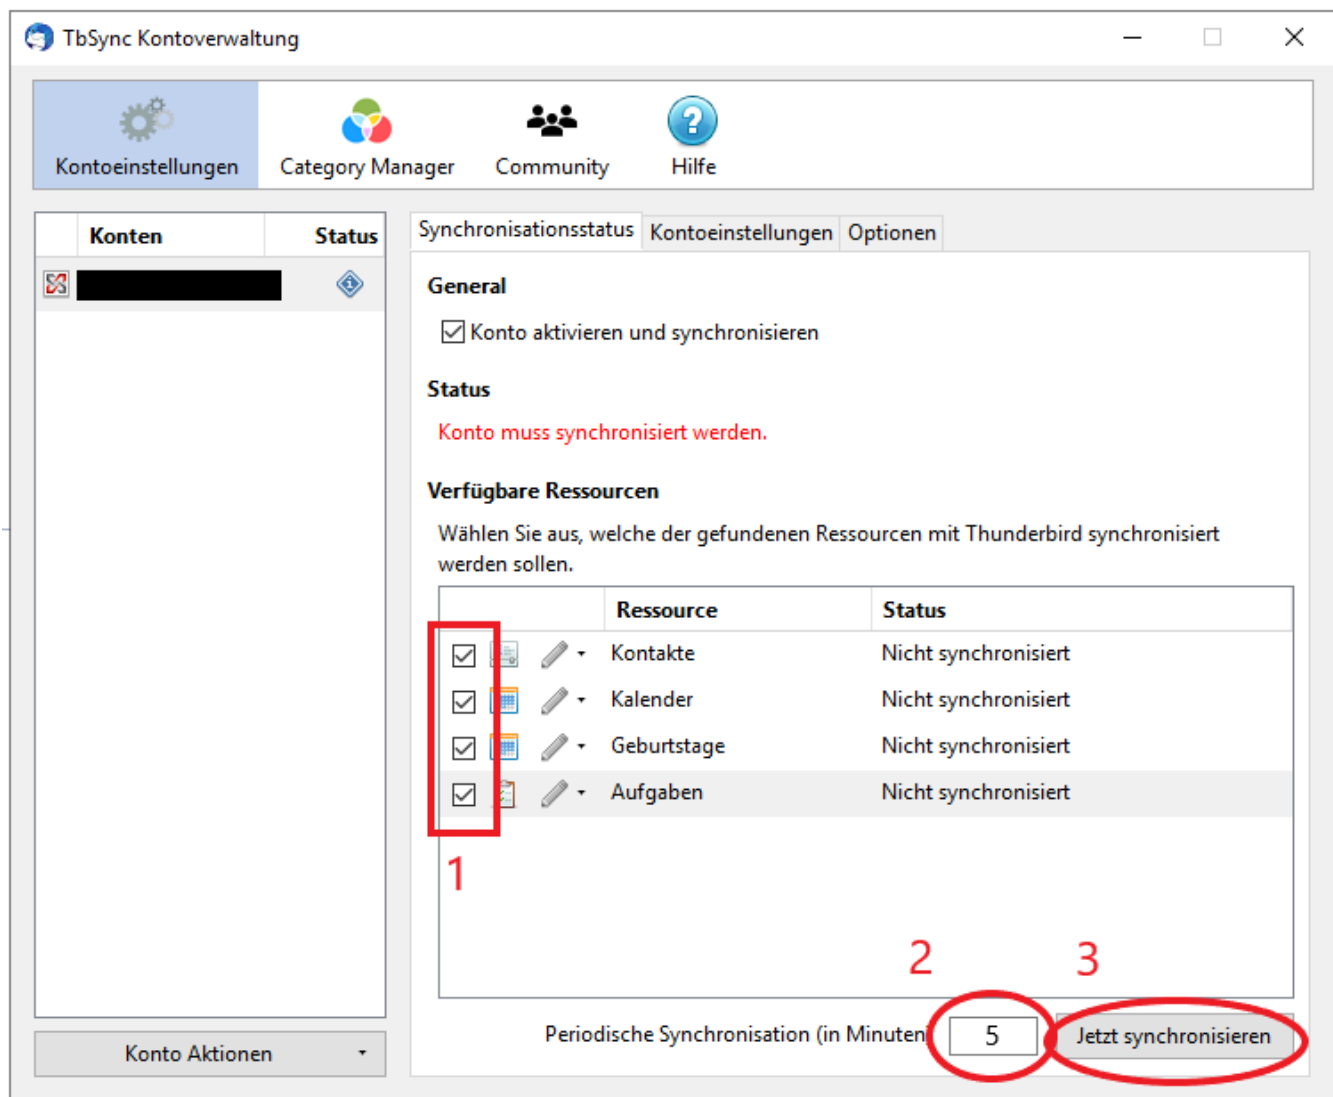 TbSync Kontoverwaltung
Kontoeinstellungen
Category Manager
Community
Hilfe
Konten Status
Synchronisationsstatus Kontoeinstellungen Optionen
General
Konto aktivieren und synchronisieren
Status
Konto muss synchronisiert werden.
Verfügbare Ressourcen
Wählen Sie aus, welche der gefundenen Ressourcen mit Thunderbird synchronisiert
werden sollen.
Ressource Status
Kontakte Nicht synchronisiert
Kalender Nicht synchronisiert
Geburtstage Nicht synchronisiert
Aufgaben Nicht synchronisiert
1
2 3
Periodische Synchronisation (in Minuten) 5 Jetzt synchronisieren
Konto Aktionen